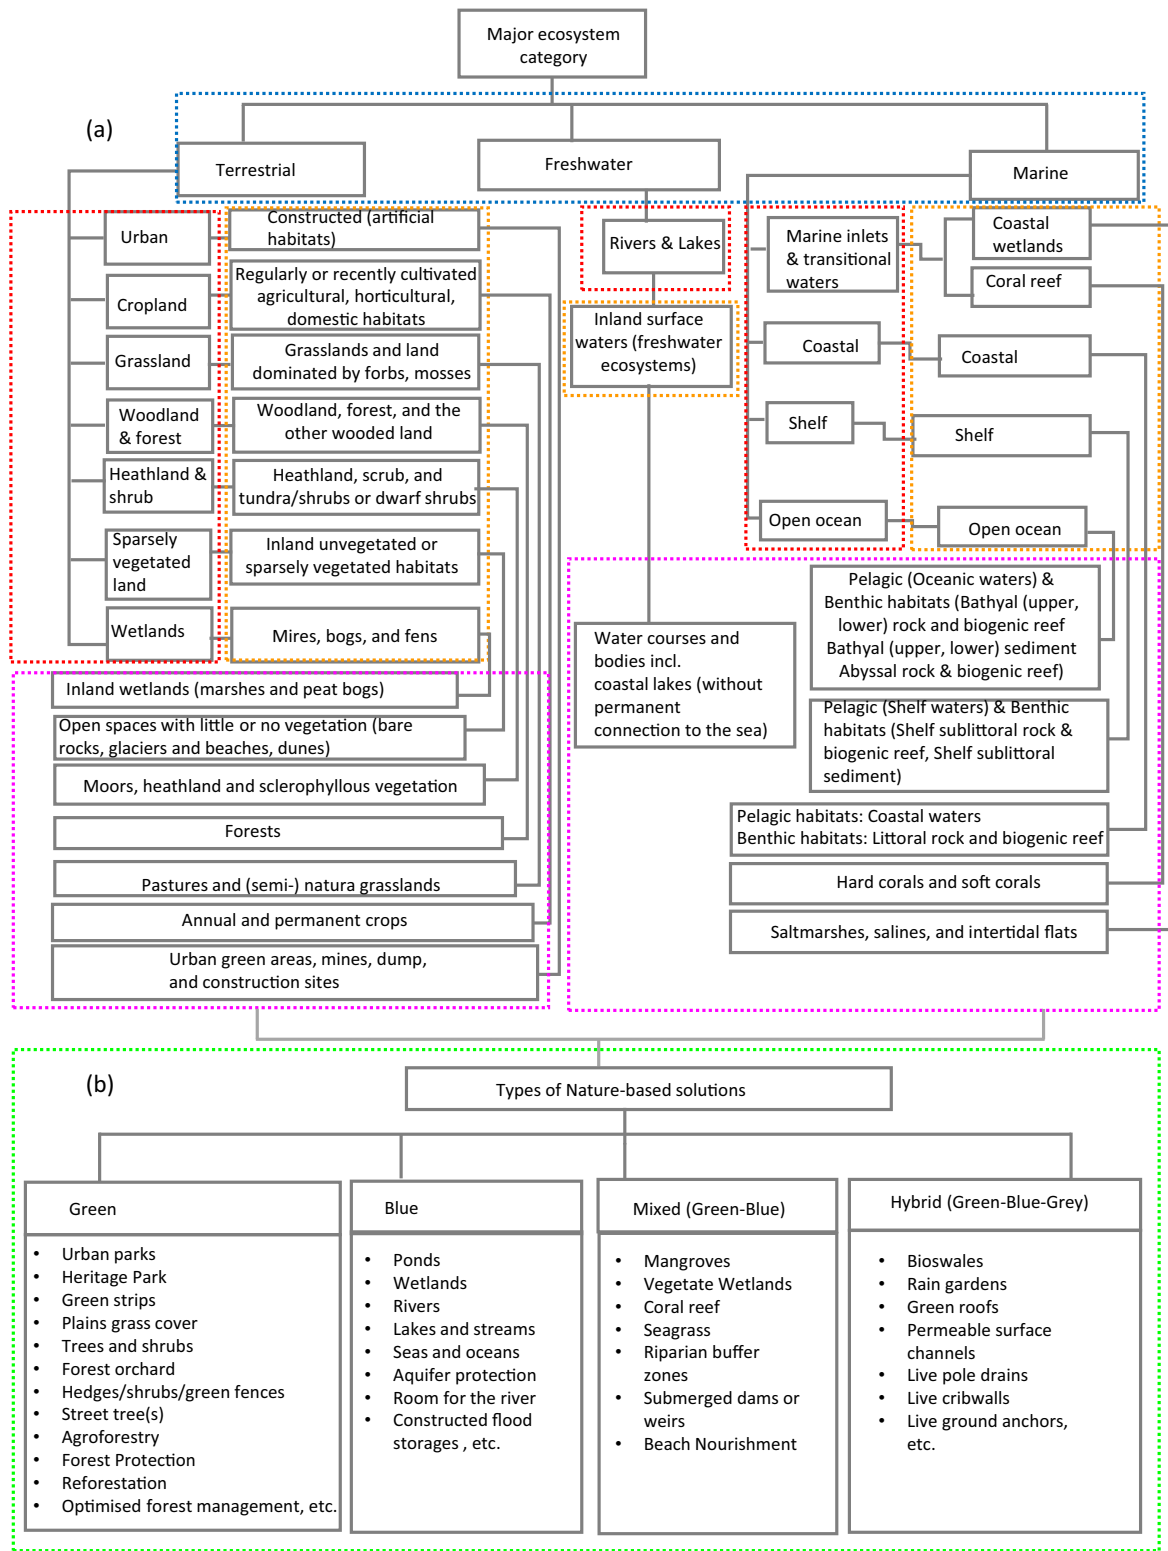 Major ecosystem
category
(a)
Terrestrial
Freshwater
Marine
Urban
Constructed (artificial
habitats)
Cropland
Regularly or recently cultivated
agricultural, horticultural,
domestic habitats
Grassland
Grasslands and land
dominated by forbs, mosses
Woodland
& forest
Woodland, forest, and the
other wooded land
Heathland &
shrub
Heathland, scrub, and
tundra/shrubs or dwarf shrubs
Sparsely
vegetated
land
Inland unvegetated or
sparsely vegetated habitats
Wetlands
Mires, bogs, and fens
Rivers & Lakes
Inland surface
waters (freshwater
ecosystems)
Marine inlets
& transitional
waters
Coastal
wetlands
Coral reef
Coastal
Coastal
Shelf
Shelf
Open ocean
Open ocean
Inland wetlands (marshes and peat bogs)
Open spaces with little or no vegetation (bare
rocks, glaciers and beaches, dunes)
Moors, heathland and sclerophyllous vegetation
Forests
Pastures and (semi-) natura grasslands
Annual and permanent crops
Urban green areas, mines, dump,
and construction sites
Water courses and
bodies incl.
coastal lakes (without
permanent
connection to the sea)
Pelagic (Oceanic waters) &
Benthic habitats (Bathyal (upper,
lower) rock and biogenic reef
Bathyal (upper, lower) sediment
Abyssal rock & biogenic reef)
Pelagic (Shelf waters) & Benthic
habitats (Shelf sublittoral rock &
biogenic reef, Shelf sublittoral
sediment)
Pelagic habitats: Coastal waters
Benthic habitats: Littoral rock and biogenic reef
Hard corals and soft corals
Saltmarshes, salines, and intertidal flats
(b)
Types of Nature-based solutions
Green
• Urban parks
• Heritage Park
• Green strips
• Plains grass cover
• Trees and shrubs
• Forest orchard
• Hedges/shrubs/green fences
• Street tree(s)
• Agroforestry
• Forest Protection
• Reforestation
• Optimised forest management, etc.
Blue
• Ponds
• Wetlands
• Rivers
• Lakes and streams
• Seas and oceans
• Aquifer protection
• Room for the river
• Constructed flood
storages , etc.
Mixed (Green-Blue)
• Mangroves
• Vegetate Wetlands
• Coral reef
• Seagrass
• Riparian buffer
zones
• Submerged dams or
weirs
• Beach Nourishment
Hybrid (Green-Blue-Grey)
• Bioswales
• Rain gardens
• Green roofs
• Permeable surface
channels
• Live pole drains
• Live cribwalls
• Live ground anchors,
etc.